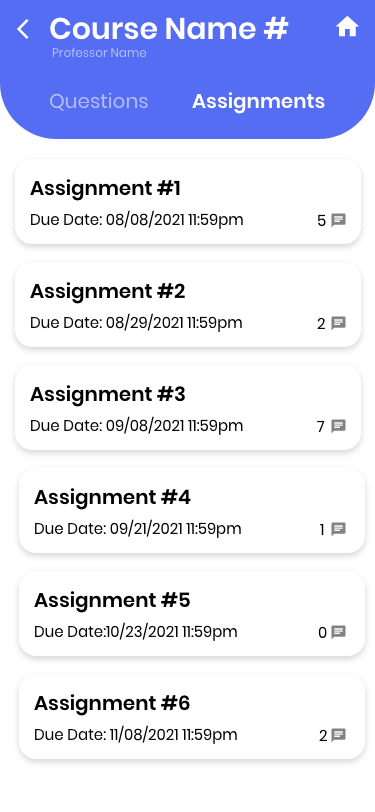 Course Name #
Professor Name
Questions Assignments
Assignment #1
Due Date: 08/08/2021 11:59pm 5
Assignment #2
Due Date: 08/29/2021 11:59pm 2
Assignment #3
Due Date: 09/08/2021 11:59pm 7
Assignment #4
Due Date: 09/21/2021 11:59pm 1
Assignment #5
Due Date:10/23/2021 11:59pm 0
Assignment #6
Due Date: 11/08/2021 11:59pm 2